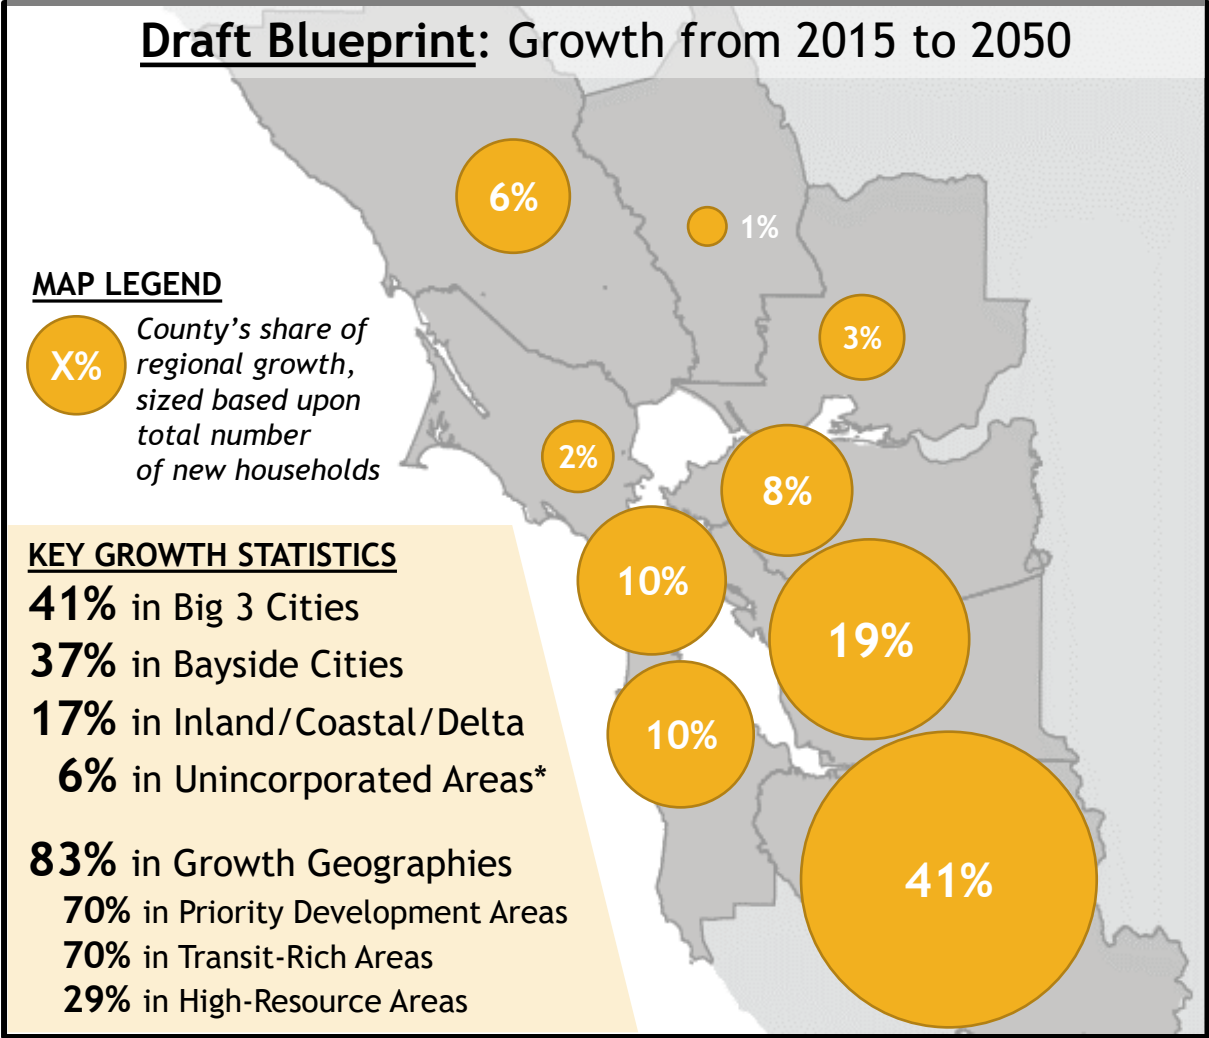 Draft Blueprint: Growth from 2015 to 2050
6%
1%
MAP LEGEND
X%
County’s share of
regional growth,
sized based upon
total number
of new households
3%
2%
8%
10%
19%
10%
41%
KEY GROWTH STATISTICS
41% in Big 3 Cities
37% in Bayside Cities
17% in Inland/Coastal/Delta
6% in Unincorporated Areas*
83% in Growth Geographies
70% in Priority Development Areas
70% in Transit-Rich Areas
29% in High-Resource Areas